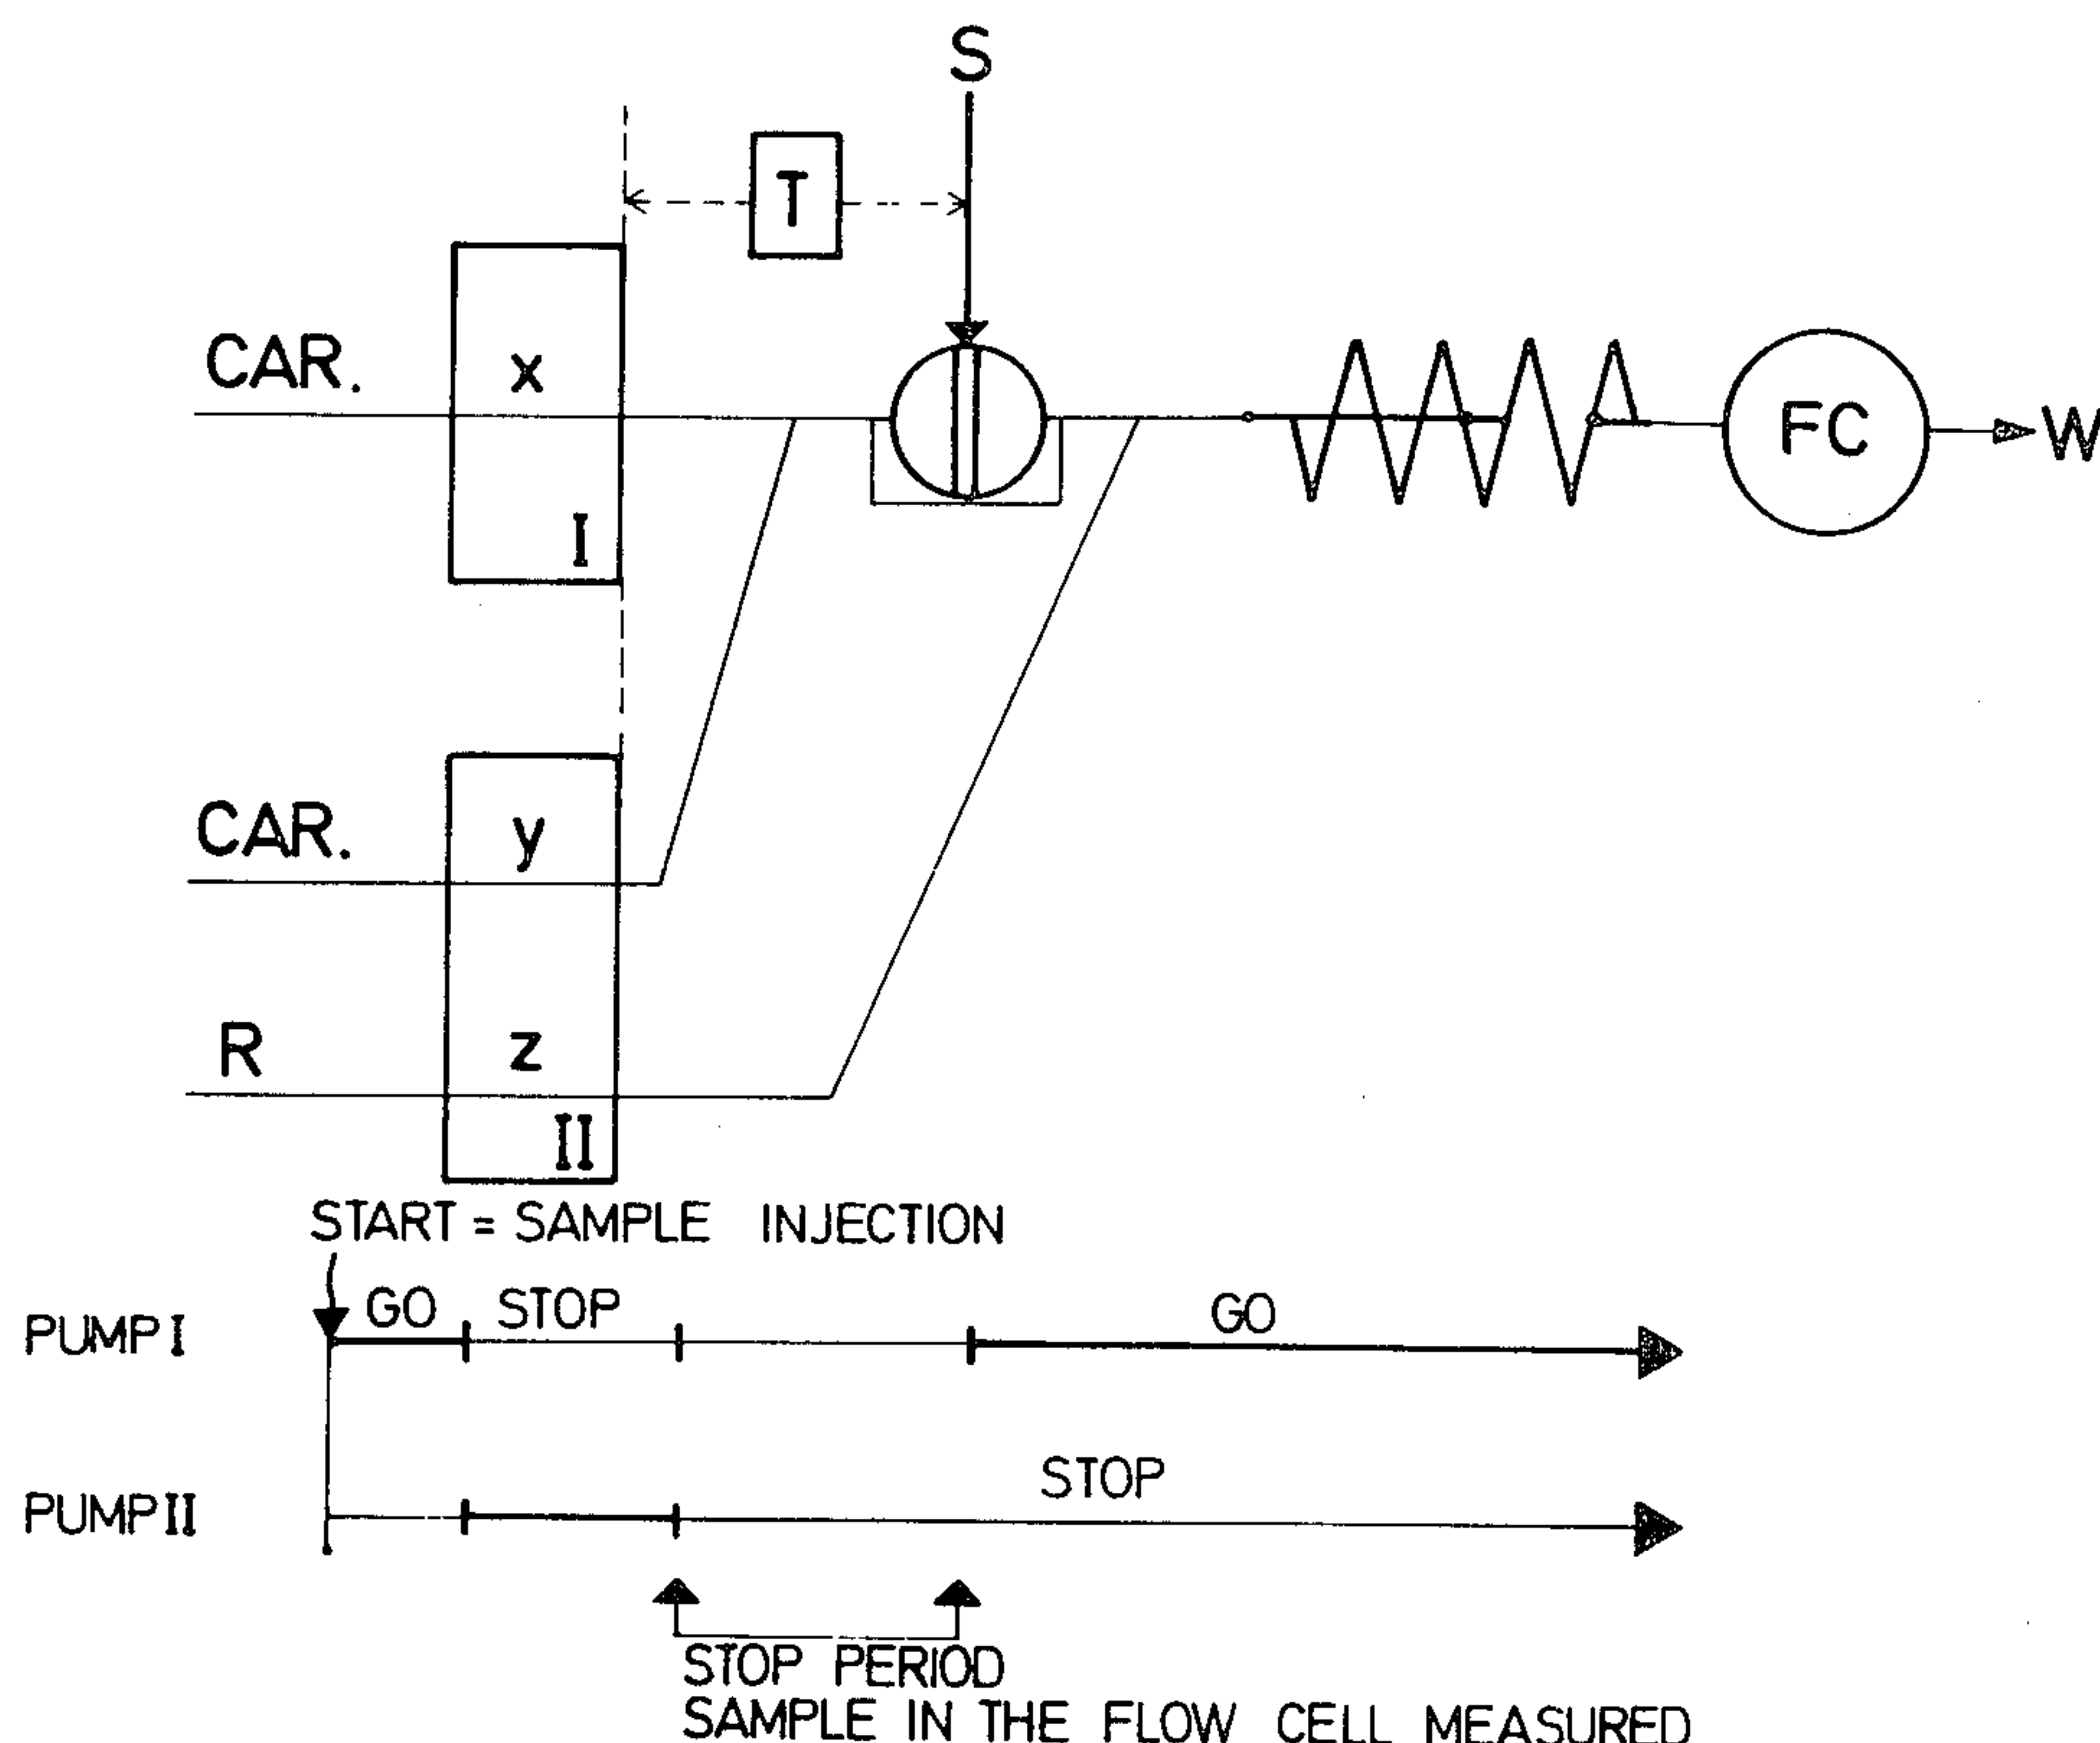 S
T
CAR.
x
I
FC
W
CAR.
y
R
z
II
START = SAMPLE INJECTION
PUMP I
GO
STOP
GO
PUMP II
STOP
STOP PERIOD
SAMPLE IN THE FLOW CELL MEASURED